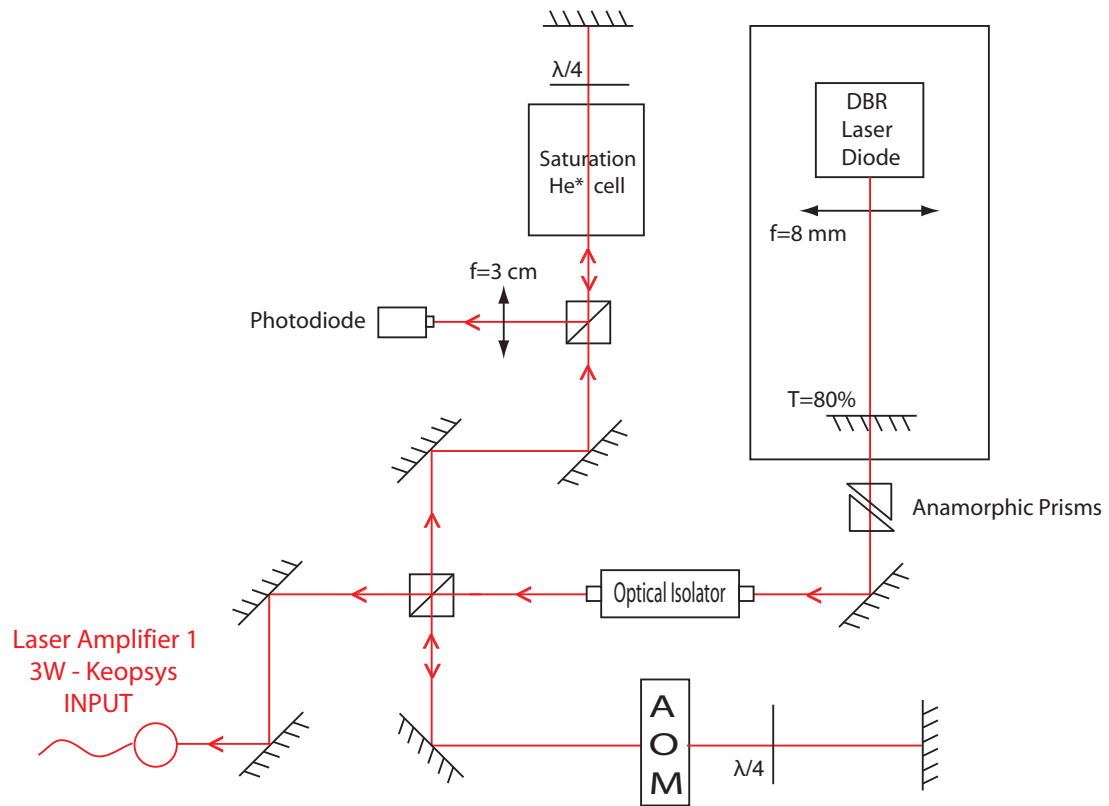 λ/4
Saturation
He* cell
DBR
Laser
Diode
f=8 mm
f=3 cm
Photodiode
T=80%
Anamorphic Prisms
Optical Isolator
Laser Amplifier 1
3W - Keopsys
INPUT
A
O
M
λ/4